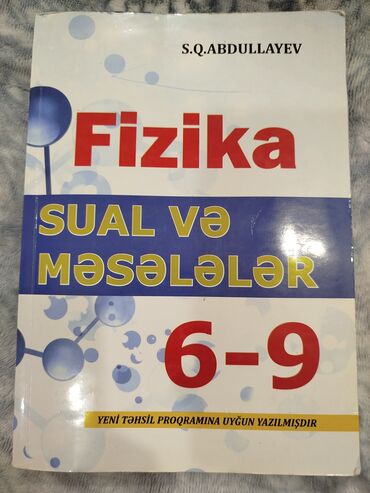 S.Q.ABDULLAYEV
Fizika
SUAL VƏ
MƏSƏLƏLƏR
6-9
YENİ TƏHSİL PROQRAMINA UYĞUN YAZILMIŞDIR